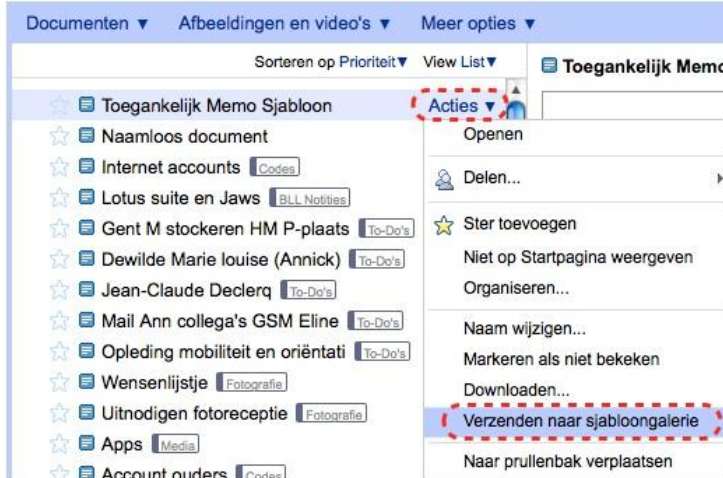 Documenten ▼ Afbeeldingen en video's ▼ Meer opties ▼
Sorteren op Prioriteit▼ View List▼
Toegankelijk Memo
Toegankelijk Memo Sjabloon Acties ▼
Naamloos document
Internet accounts Codes
Lotus suite en Jaws BLL Notities
Gent M stockeren HM P-plaats To-Do's
Dewilde Marie louise (Annick) To-Do's
Jean-Claude Declerq To-Do's
Mail Ann collega's GSM Eline To-Do's
Opleding mobiliteit en oriëntati To-Do's
Wensenlijstje Fotografie
Uitnodigen fotoreceptie Fotografie
Apps Media
Account ouders Codes
Openen
Delen...
Ster toevoegen
Niet op Startpagina weergeven
Organiseren...
Naam wijzigen...
Markeren als niet bekeken
Downloaden...
Verzenden naar sjabloongalerie
Naar prullenbak verplaatsen